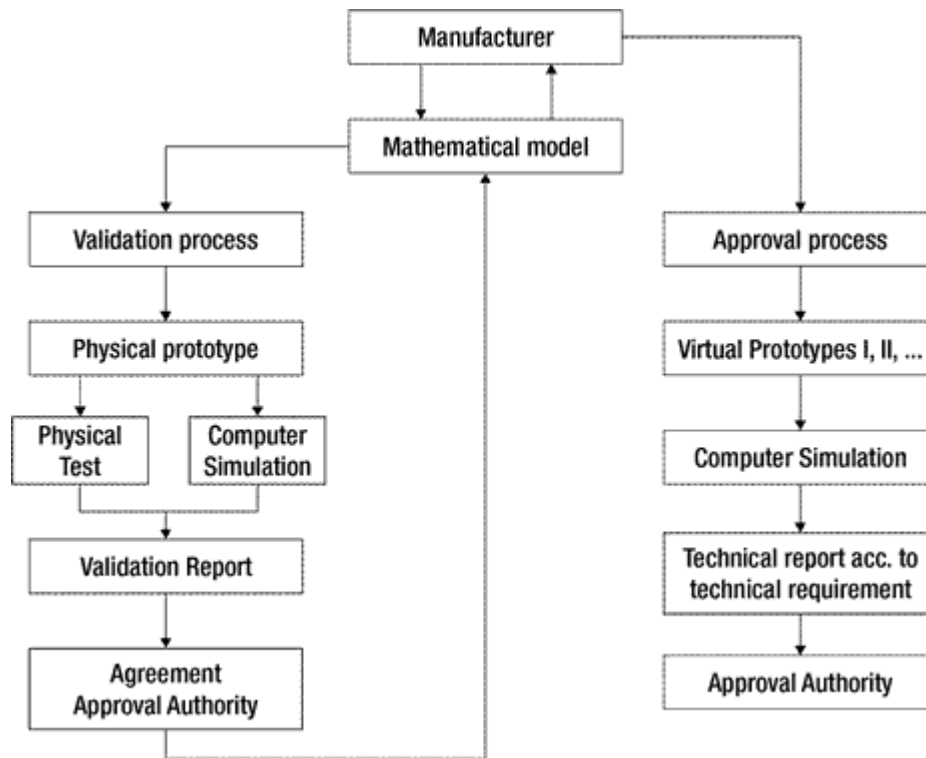 Manufacturer
Mathematical model
Validation process
Approval process
Physical prototype
Virtual Prototypes I, II, ...
Physical
Test
Computer
Simulation
Computer Simulation
Validation Report
Technical report acc. to
technical requirement
Agreement
Approval Authority
Approval Authority